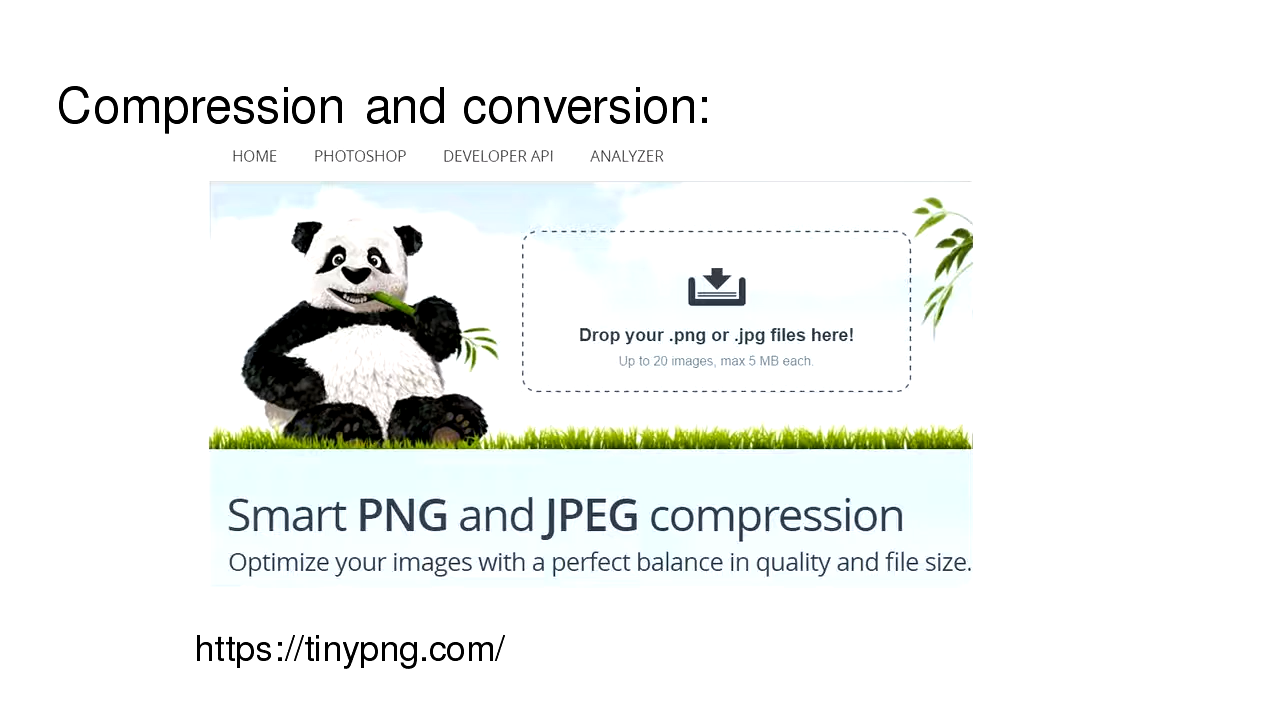 Compression and conversion:
HOME PHOTOSHOP DEVELOPER API ANALYZER
Drop your .png or .jpg files here!
Up to 20 images, max 5 MB each.
Smart PNG and JPEG compression
Optimize your images with a perfect balance in quality and file size.
https://tinypng.com/